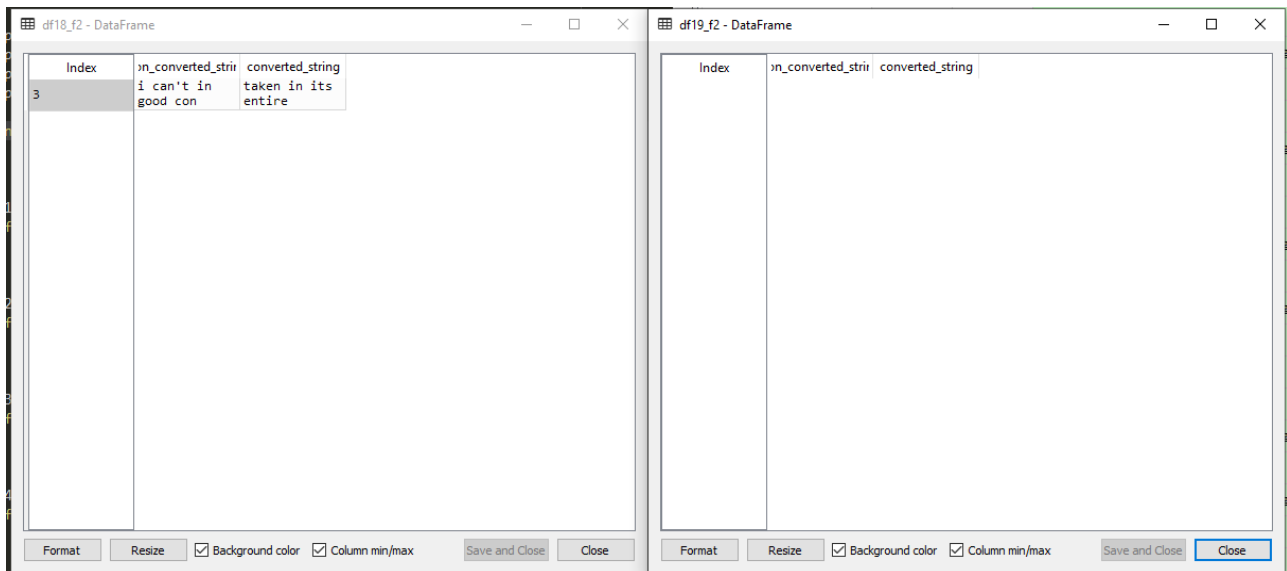 df18_f2 - DataFrame
Index converted_string
3 i can't in taken in its
good con entire
Format Resize Background color Column min/max Save and Close Close
df19_f2 - DataFrame
Index converted_string
Format Resize Background color Column min/max Save and Close Close